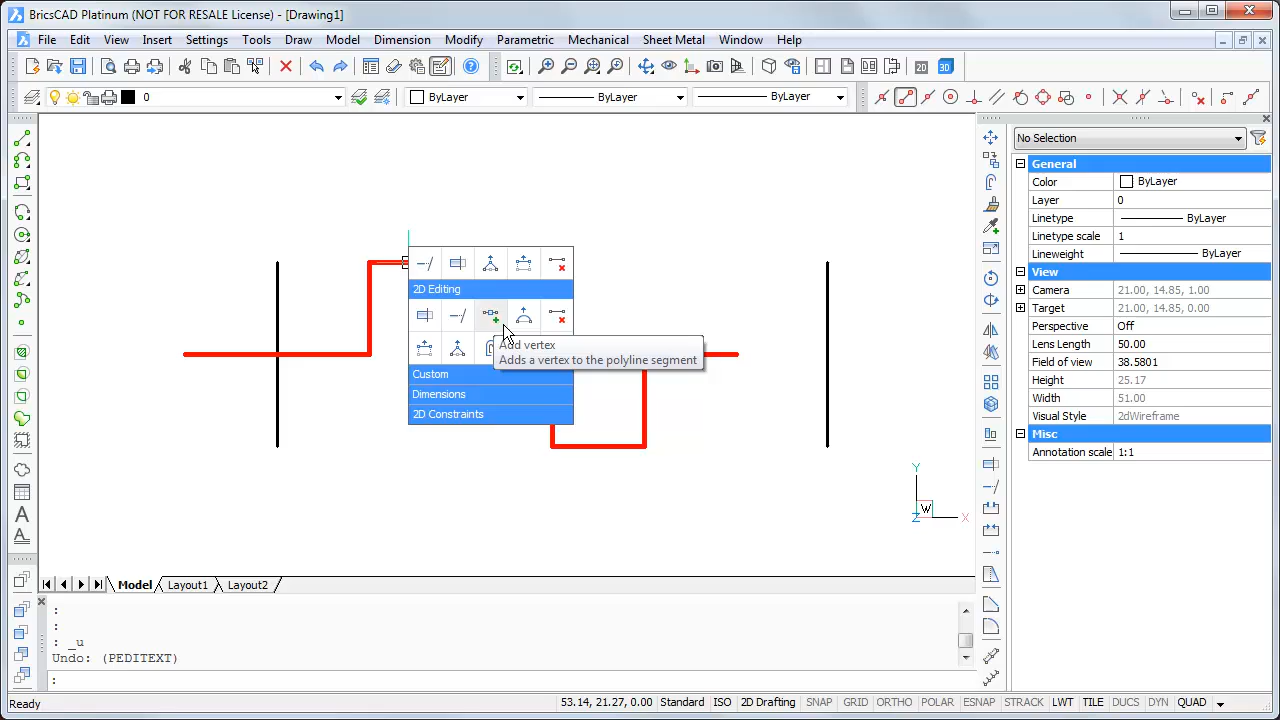 BricsCAD Platinum (NOT FOR RESALE License) - [Drawing1]
File Edit View Insert Settings Tools Draw Model Dimension Modify Parametric Mechanical Sheet Metal Window Help
2D 3D
0 ByLayer ByLayer ByLayer
No Selection
General
Color ByLayer
Layer 0
Linetype ByLayer
Linetype scale 1
Lineweight ByLayer
View
Camera 21.00, 14.85, 1.00
Target 21.00, 14.85, 0.00
Perspective Off
Lens Length 50.00
Field of view 38.5801
Height 25.17
Width 51.00
Visual Style 2dWireframe
Misc
Annotation scale 1:1
2D Editing
Add vertex
Adds a vertex to the polyline segment
Custom
Dimensions
2D Constraints
Y
W
Z X
A
A
Model Layout1 Layout2
:
:
: _u
Undo: (PEDITEXT)
:
Ready 53.14, 21.27, 0.00 Standard ISO 2D Drafting SNAP GRID ORTHO POLAR ESNAP STRACK LWT TILE DUCS DYN QUAD